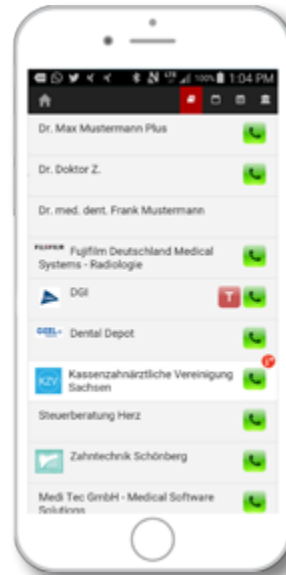 100% 1:04 PM
Dr. Max Mustermann Plus
Dr. Doktor Z.
Dr. med. dent. Frank Mustermann
FUJIFILM Fujifilm Deutschland Medical
Systems - Radiologie
DGI T
Dental Depot
KZV Kassenzahnärztliche Vereinigung
Sachsen
Steuerberatung Herz
Zahntechnik Schönberg
Medi Tec GmbH - Medical Software
Solutions